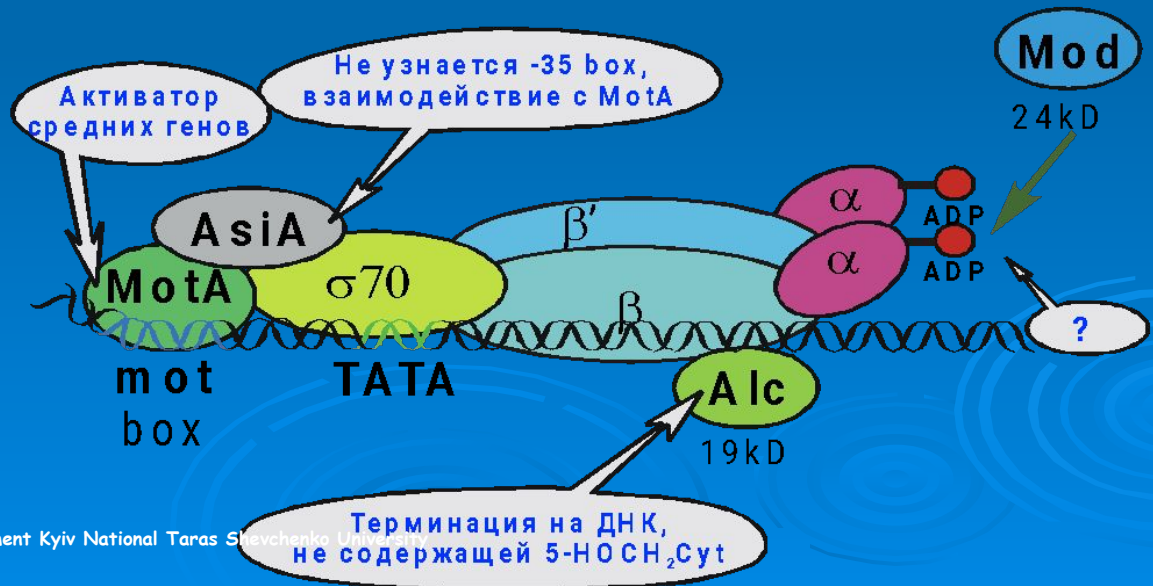 Mod
24kD
Не узнается -35 box,
взаимодействие с MotA
Активатор
средних генов
α
ADP
AsiA
β′
α
ADP
MotA
σ70
β
?
mot
box
TATA
Alc
19kD
Терминация на ДНК,
не содержащей 5-HOCH₂Cyt
ent Kyiv National Taras Shevchenko University